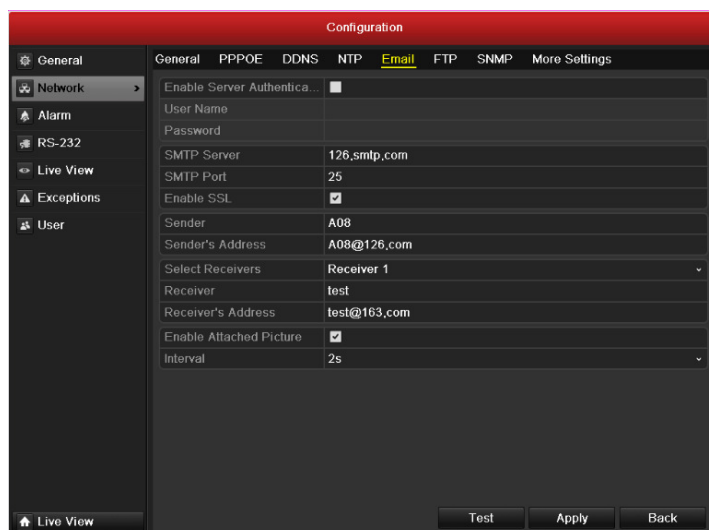 Configuration
General
Network
Alarm
RS-232
Live View
Exceptions
User
Live View
General PPPOE DDNS NTP Email FTP SNMP More Settings
Enable Server Authentica...
User Name
Password
SMTP Server 126,smtp,com
SMTP Port 25
Enable SSL
Sender A08
Sender's Address A08@126,com
Select Receivers Receiver 1
Receiver test
Receiver's Address test@163,com
Enable Attached Picture
Interval 2s
Test Apply Back